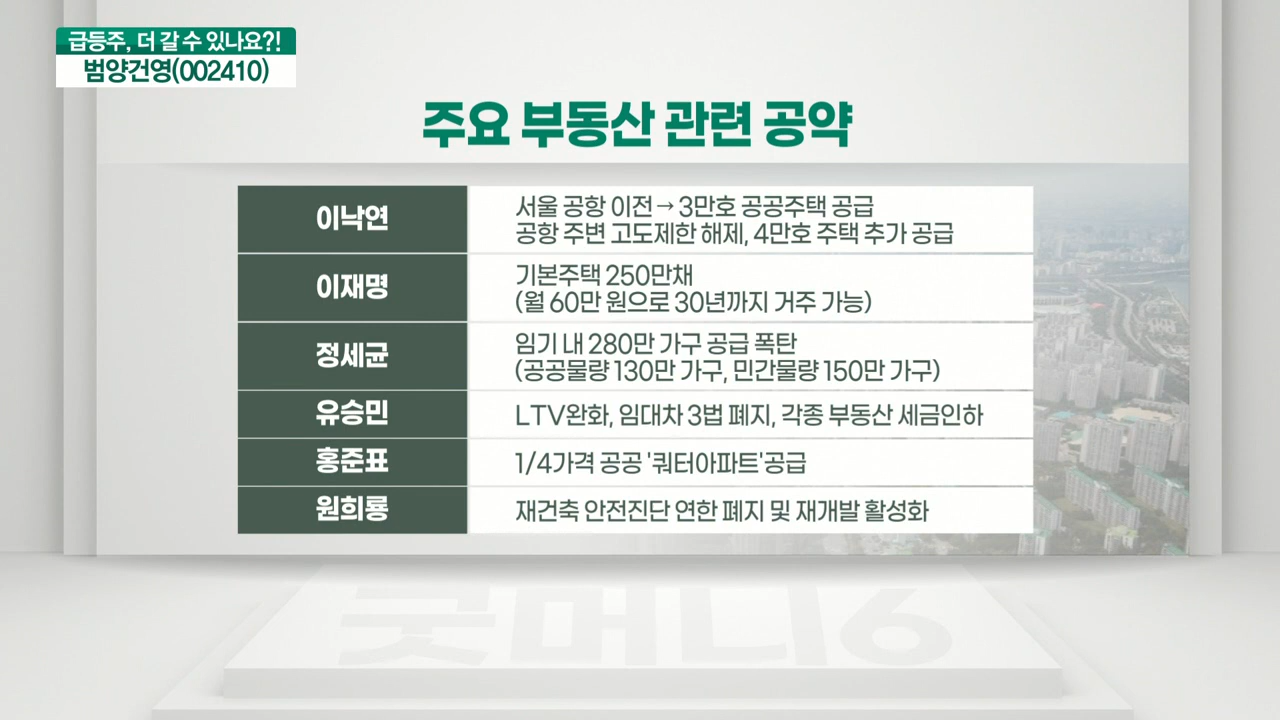 급등주, 더 갈 수 있나요?!
범양건영(002410)
주요 부동산 관련 공약
이낙연
서울 공항 이전→3만호 공공주택 공급
공항 주변 고도제한 해제, 4만호 주택 추가 공급
이재명
기본주택 250만채
(월 60만 원으로 30년까지 거주 가능)
정세균
임기 내 280만 가구 공급 폭탄
(공공물량 130만 가구, 민간물량 150만 가구)
유승민
LTV완화, 임대차 3법 폐지, 각종 부동산 세금인하
홍준표
1/4가격 공공 '쿼터아파트'공급
원희룡
재건축 안전진단 연한 폐지 및 재개발 활성화
굿머니6